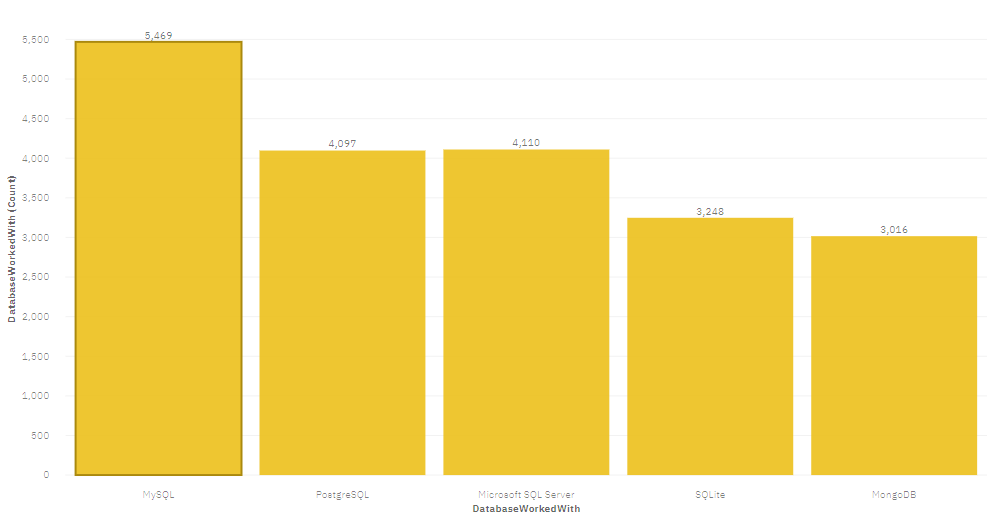 5,500
5,000
4,500
4,000
3,500
3,000
2,500
2,000
1,500
1,000
500
0
DatabaseWorkedWith (Count)
5,469
4,097
4,110
3,248
3,016
MySQL
PostgreSQL
Microsoft SQL Server
SQLite
MongoDB
DatabaseWorkedWith